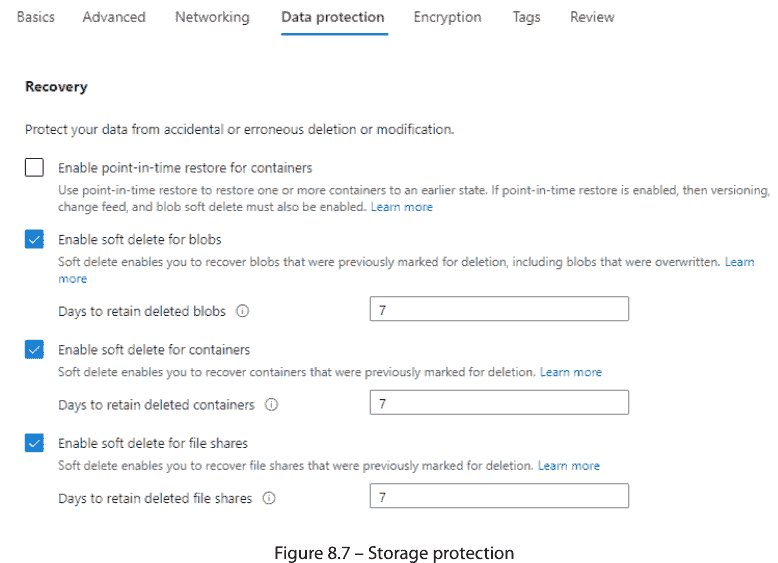 Basics Advanced Networking Data protection Encryption Tags Review
Recovery
Protect your data from accidental or erroneous deletion or modification.
Enable point-in-time restore for containers
Use point-in-time restore to restore one or more containers to an earlier state. If point-in-time restore is enabled, then versioning,
change feed, and blob soft delete must also be enabled. Learn more
Enable soft delete for blobs
Soft delete enables you to recover blobs that were previously marked for deletion, including blobs that were overwritten. Learn
more
Days to retain deleted blobs 7
Enable soft delete for containers
Soft delete enables you to recover containers that were previously marked for deletion. Learn more
Days to retain deleted containers 7
Enable soft delete for file shares
Soft delete enables you to recover file shares that were previously marked for deletion. Learn more
Days to retain deleted file shares 7
Figure 8.7 – Storage protection